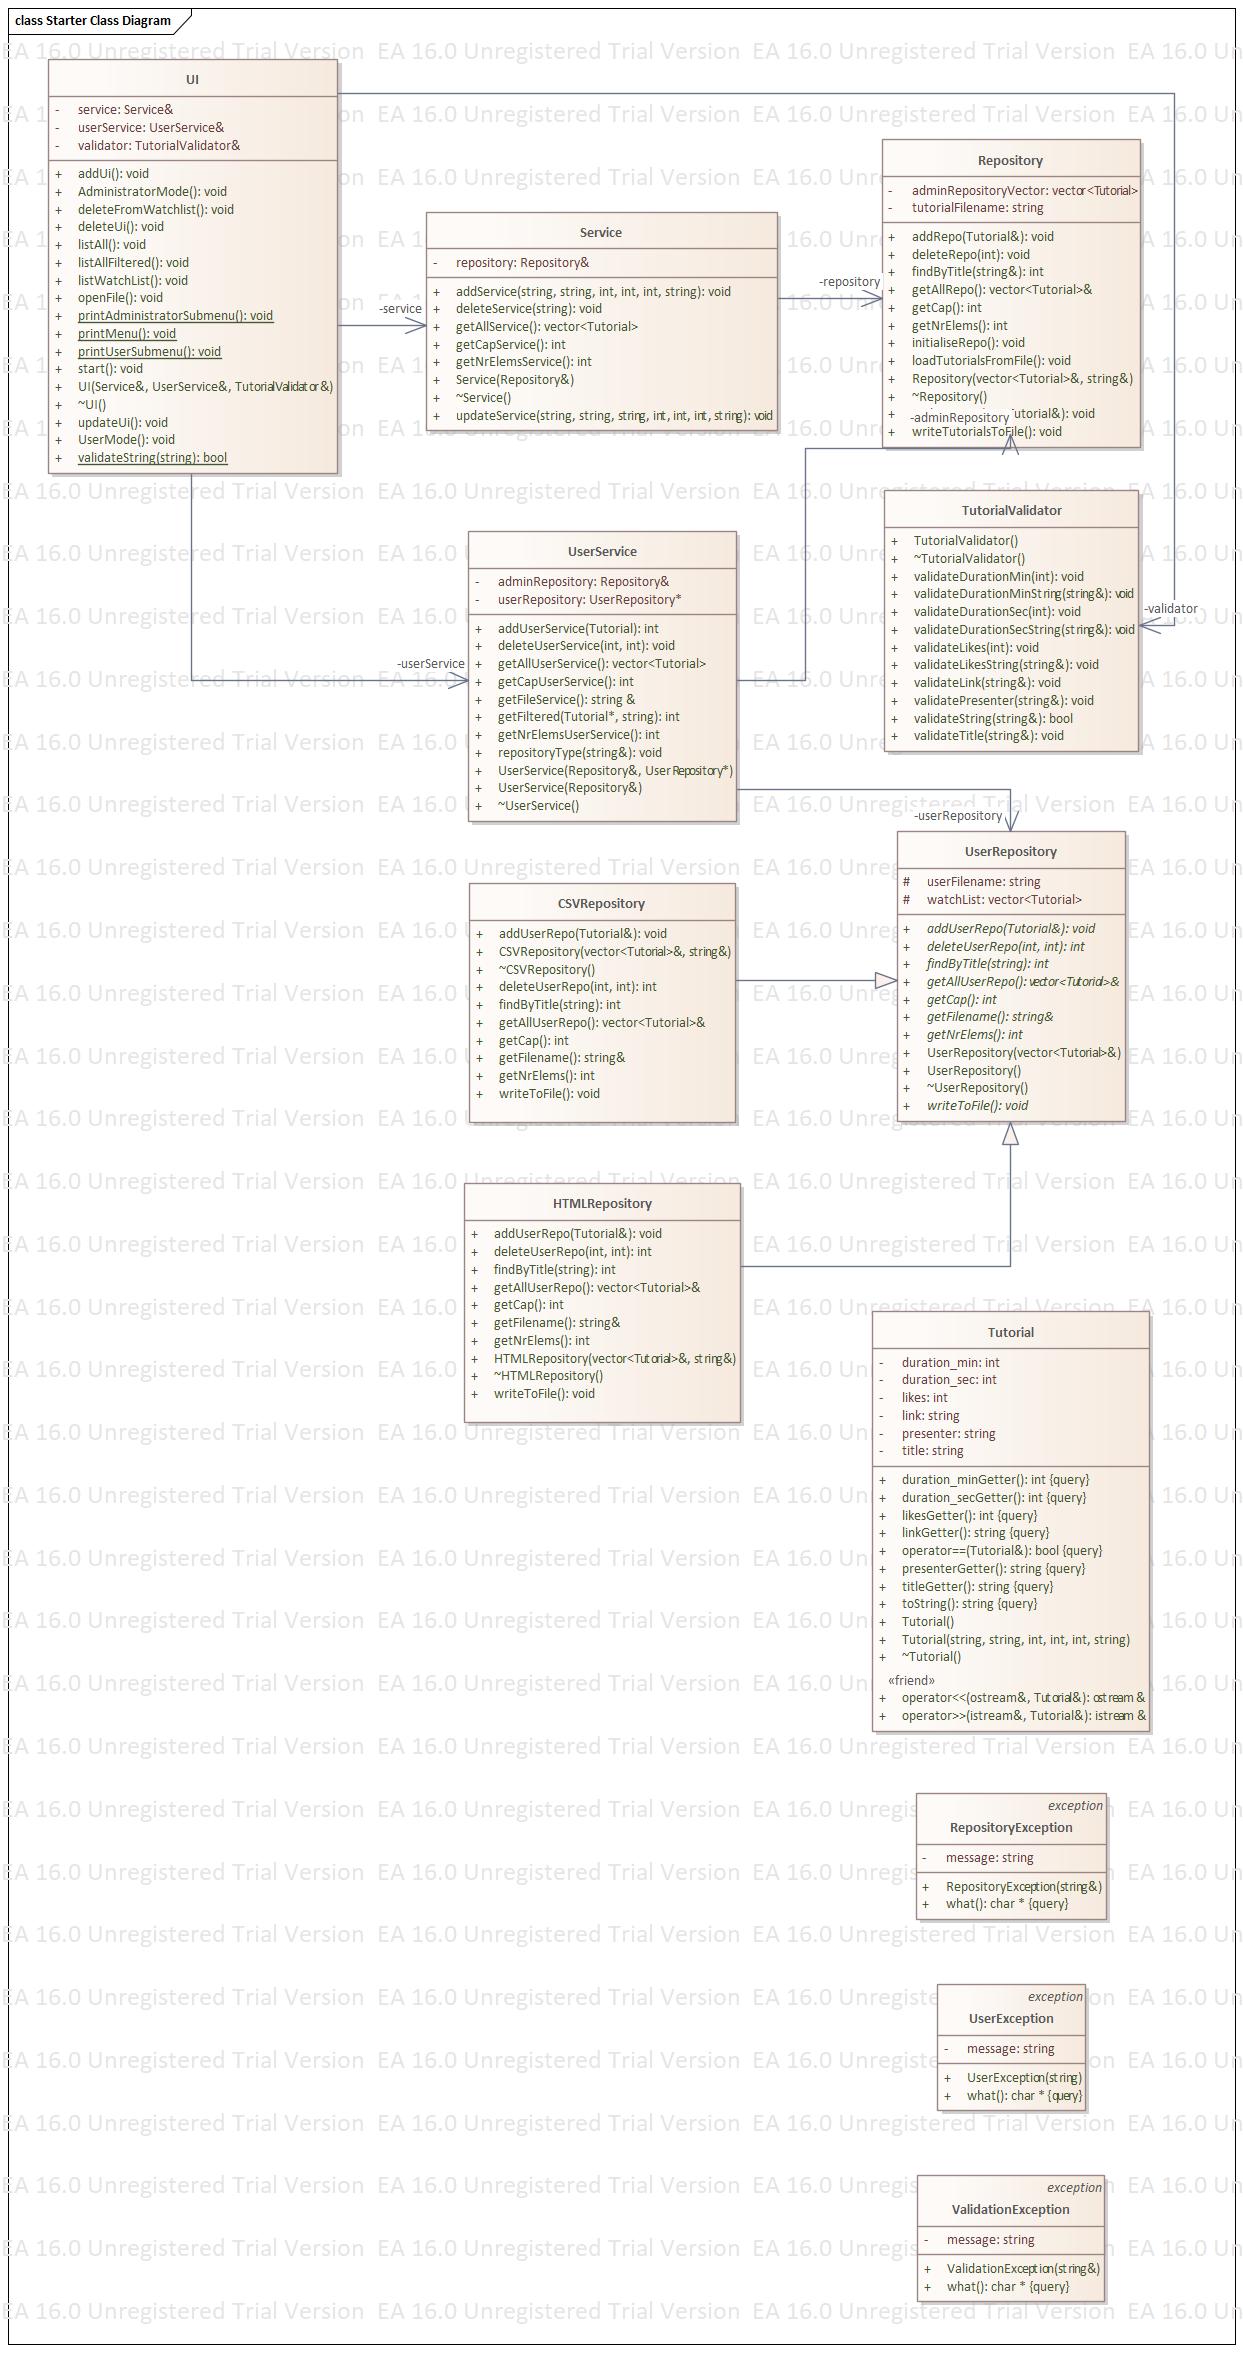 class Starter Class Diagram
UI
- service: Service&
- userService: UserService&
- validator: TutorialValidator&
+ addUi(): void
+ AdministratorMode(): void
+ deleteFromWatchlist(): void
+ deleteUi(): void
+ listAll(): void
+ listAllFiltered(): void
+ listWatchList(): void
+ openFile(): void
+ printAdministratorSubmenu(): void
+ printMenu(): void
+ printUserSubmenu(): void
+ start(): void
+ UI(Service&, UserService&, TutorialValidator&)
+ ~UI()
+ updateUi(): void
+ UserMode(): void
+ validateString(string): bool
-service
Service
- repository: Repository&
+ addService(string, string, int, int, int, string): void
+ deleteService(string): void
+ getAllService(): vector<Tutorial>
+ getCapService(): int
+ getNrElemsService(): int
+ Service(Repository&)
+ ~Service()
+ updateService(string, string, string, int, int, int, string): void
-repository
Repository
- adminRepositoryVector: vector<Tutorial>
- tutorialFilename: string
+ addRepo(Tutorial&): void
+ deleteRepo(int): void
+ findByTitle(string&): int
+ getAllRepo(): vector<Tutorial>&
+ getCap(): int
+ getNrElems(): int
+ initialiseRepo(): void
+ loadTutorialsFromFile(): void
+ Repository(vector<Tutorial>&, string&)
+ ~Repository()
+ Tutorial&): void
-adminRepository
+ writeTutorialsToFile(): void
TutorialValidator
+ TutorialValidator()
+ ~TutorialValidator()
+ validateDurationMin(int): void
+ validateDurationMinString(string&): void
+ validateDurationSec(int): void
+ validateDurationSecString(string&): void
+ validateLikes(int): void
+ validateLikesString(string&): void
+ validateLink(string&): void
+ validatePresenter(string&): void
+ validateString(string&): bool
+ validateTitle(string&): void
-validator
-userService
UserService
- adminRepository: Repository&
- userRepository: UserRepository*
+ addUserService(Tutorial): int
+ deleteUserService(int, int): void
+ getAllUserService(): vector<Tutorial>
+ getCapUserService(): int
+ getFileService(): string &
+ getFiltered(Tutorial*, string): int
+ getNrElemsUserService(): int
+ repositoryType(string&): void
+ UserService(Repository&, UserRepository*)
+ UserService(Repository&)
+ ~UserService()
-userRepository
UserRepository
# userFilename: string
# watchList: vector<Tutorial>
+ addUserRepo(Tutorial&): void
+ deleteUserRepo(int, int): int
+ findByTitle(string): int
+ getAllUserRepo(): vector<Tutorial>&
+ getCap(): int
+ getFilename(): string&
+ getNrElems(): int
+ UserRepository(vector<Tutorial>&)
+ UserRepository()
+ ~UserRepository()
+ writeToFile(): void
CSVRepository
+ addUserRepo(Tutorial&): void
+ CSVRepository(vector<Tutorial>&, string&)
+ ~CSVRepository()
+ deleteUserRepo(int, int): int
+ findByTitle(string): int
+ getAllUserRepo(): vector<Tutorial>&
+ getCap(): int
+ getFilename(): string&
+ getNrElems(): int
+ writeToFile(): void
HTMLRepository
+ addUserRepo(Tutorial&): void
+ deleteUserRepo(int, int): int
+ findByTitle(string): int
+ getAllUserRepo(): vector<Tutorial>&
+ getCap(): int
+ getFilename(): string&
+ getNrElems(): int
+ HTMLRepository(vector<Tutorial>&, string&)
+ ~HTMLRepository()
+ writeToFile(): void
Tutorial
- duration_min: int
- duration_sec: int
- likes: int
- link: string
- presenter: string
- title: string
+ duration_minGetter(): int {query}
+ duration_secGetter(): int {query}
+ likesGetter(): int {query}
+ linkGetter(): string {query}
+ operator==(Tutorial&): bool {query}
+ presenterGetter(): string {query}
+ titleGetter(): string {query}
+ toString(): string {query}
+ Tutorial()
+ Tutorial(string, string, int, int, int, string)
+ ~Tutorial()
«friend»
+ operator<<(ostream&, Tutorial&): ostream &
+ operator>>(istream&, Tutorial&): istream &
exception
RepositoryException
- message: string
+ RepositoryException(string&)
+ what(): char * {query}
exception
UserException
- message: string
+ UserException(string)
+ what(): char * {query}
exception
ValidationException
- message: string
+ ValidationException(string&)
+ what(): char * {query}
EA 16.0 Unregistered Trial Version